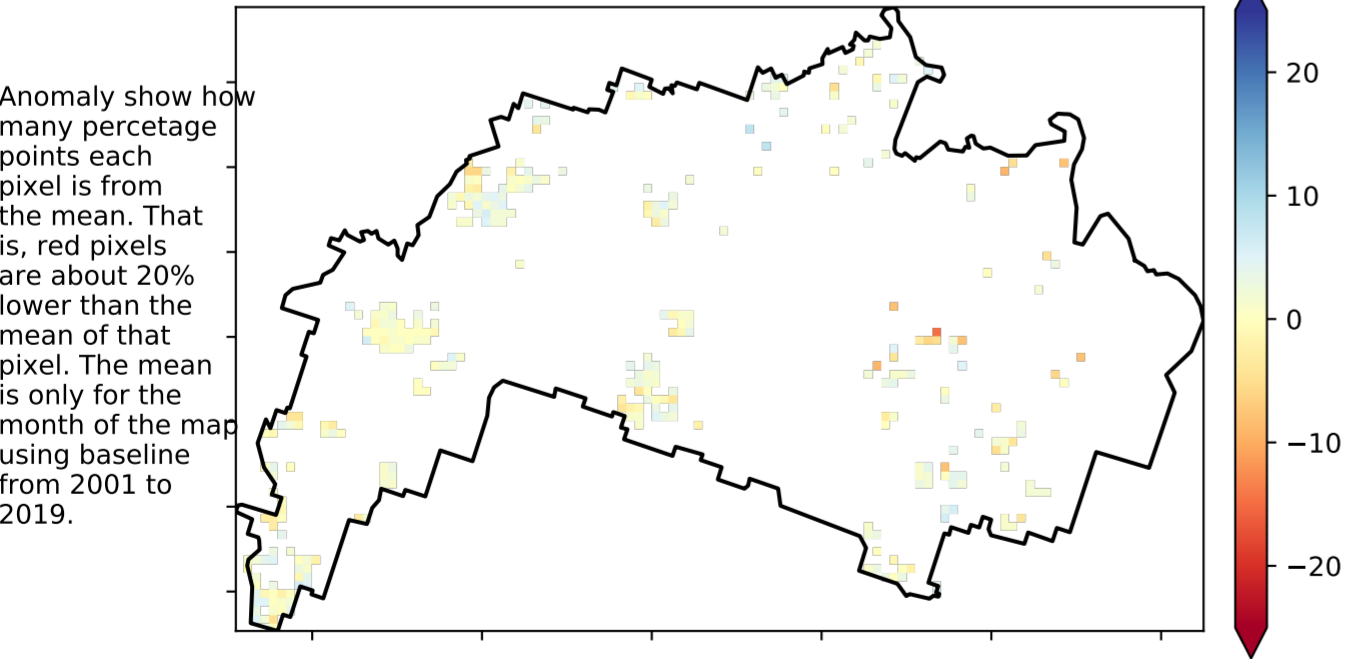 Anomaly show how
many percetage
points each
pixel is from
the mean. That
is, red pixels
are about 20%
lower than the
mean of that
pixel. The mean
is only for the
month of the map
using baseline
from 2001 to
2019.
20
10
0
−10
−20